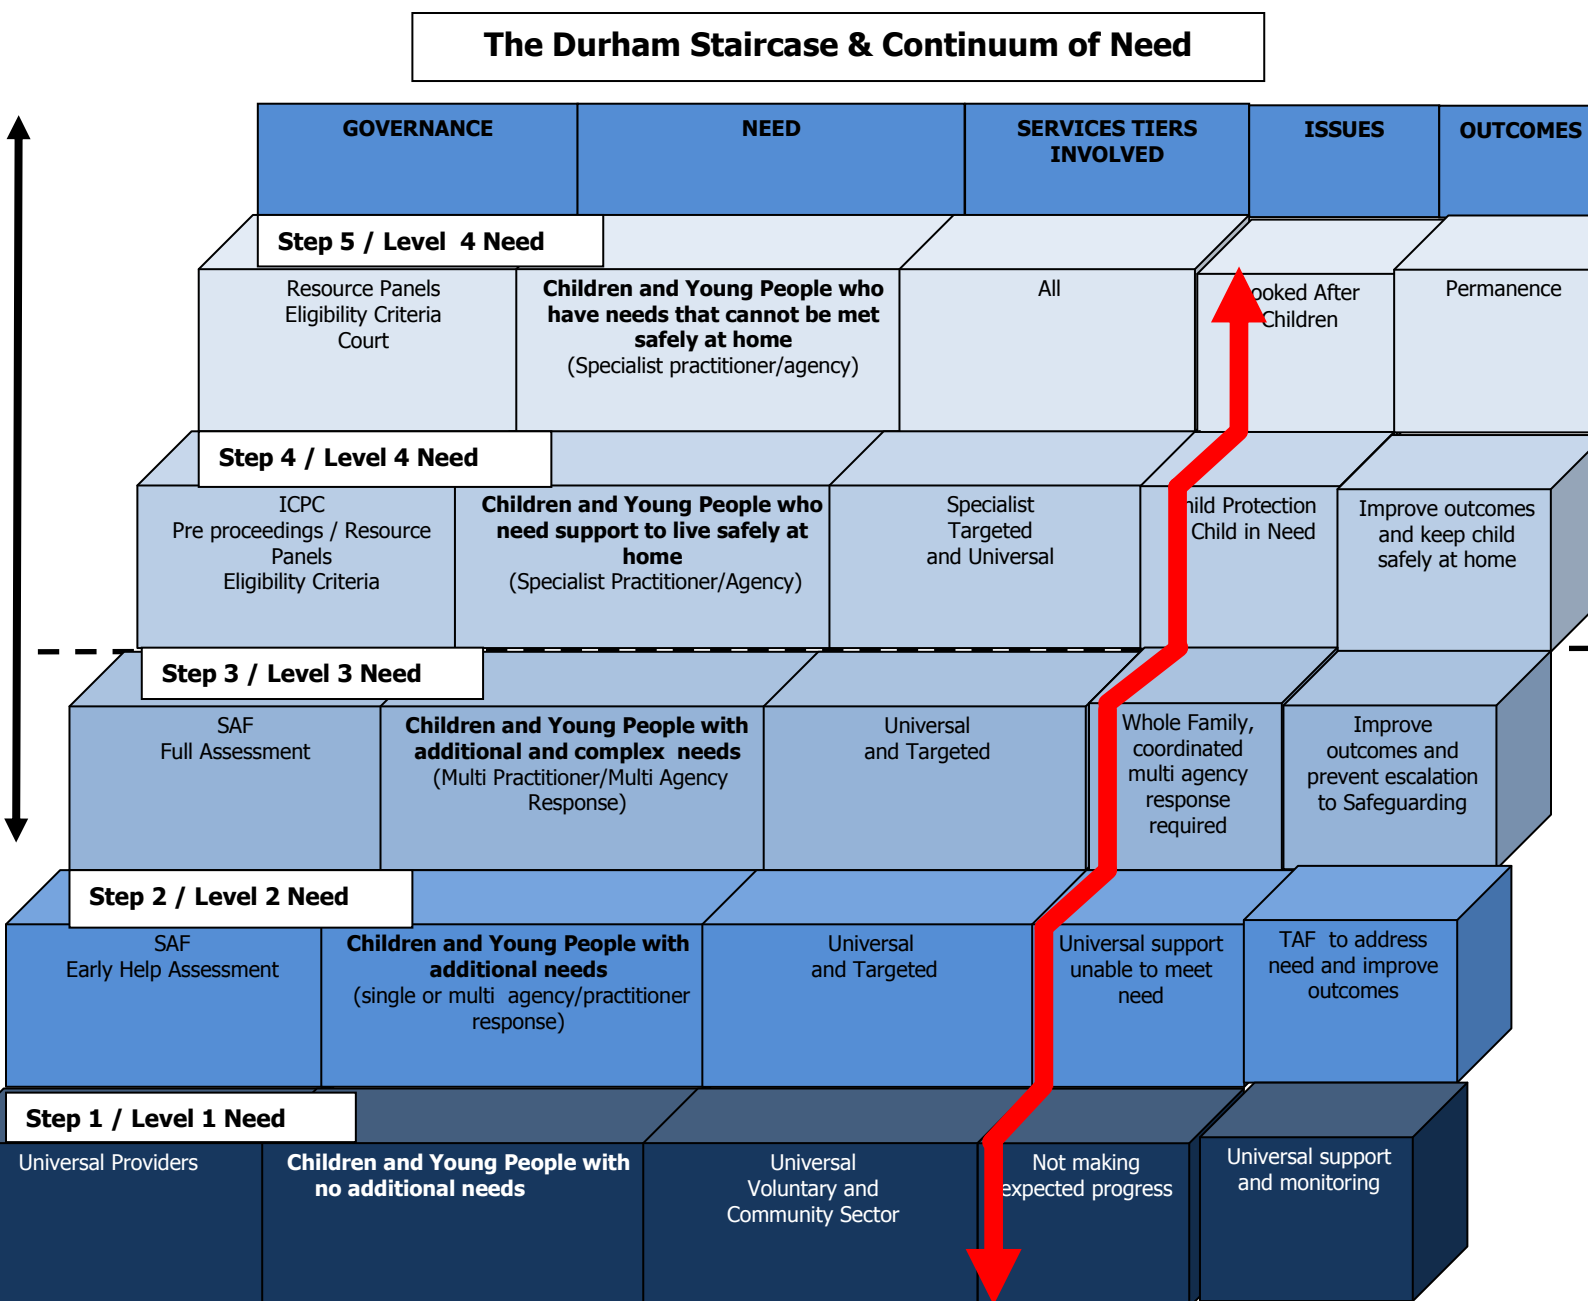 The Durham Staircase & Continuum of Need
GOVERNANCE
NEED
SERVICES TIERS
INVOLVED
ISSUES
OUTCOMES
Step 5 / Level 4 Need
Resource Panels
Eligibility Criteria
Court
Children and Young People who
have needs that cannot be met
safely at home
(Specialist practitioner/agency)
All
ooked After
Children
Permanence
Step 4 / Level 4 Need
ICPC
Pre proceedings / Resource
Panels
Eligibility Criteria
Children and Young People who
need support to live safely at
home
(Specialist Practitioner/Agency)
Specialist
Targeted
and Universal
hild Protection
Child in Need
Improve outcomes
and keep child
safely at home
Step 3 / Level 3 Need
SAF
Full Assessment
Children and Young People with
additional and complex needs
(Multi Practitioner/Multi Agency
Response)
Universal
and Targeted
Whole Family,
coordinated
multi agency
response
required
Improve
outcomes and
prevent escalation
to Safeguarding
Step 2 / Level 2 Need
SAF
Early Help Assessment
Children and Young People with
additional needs
(single or multi agency/practitioner
response)
Universal
and Targeted
Universal support
unable to meet
need
TAF to address
need and improve
outcomes
Step 1 / Level 1 Need
Universal Providers
Children and Young People with
no additional needs
Universal
Voluntary and
Community Sector
Not making
expected progress
Universal support
and monitoring